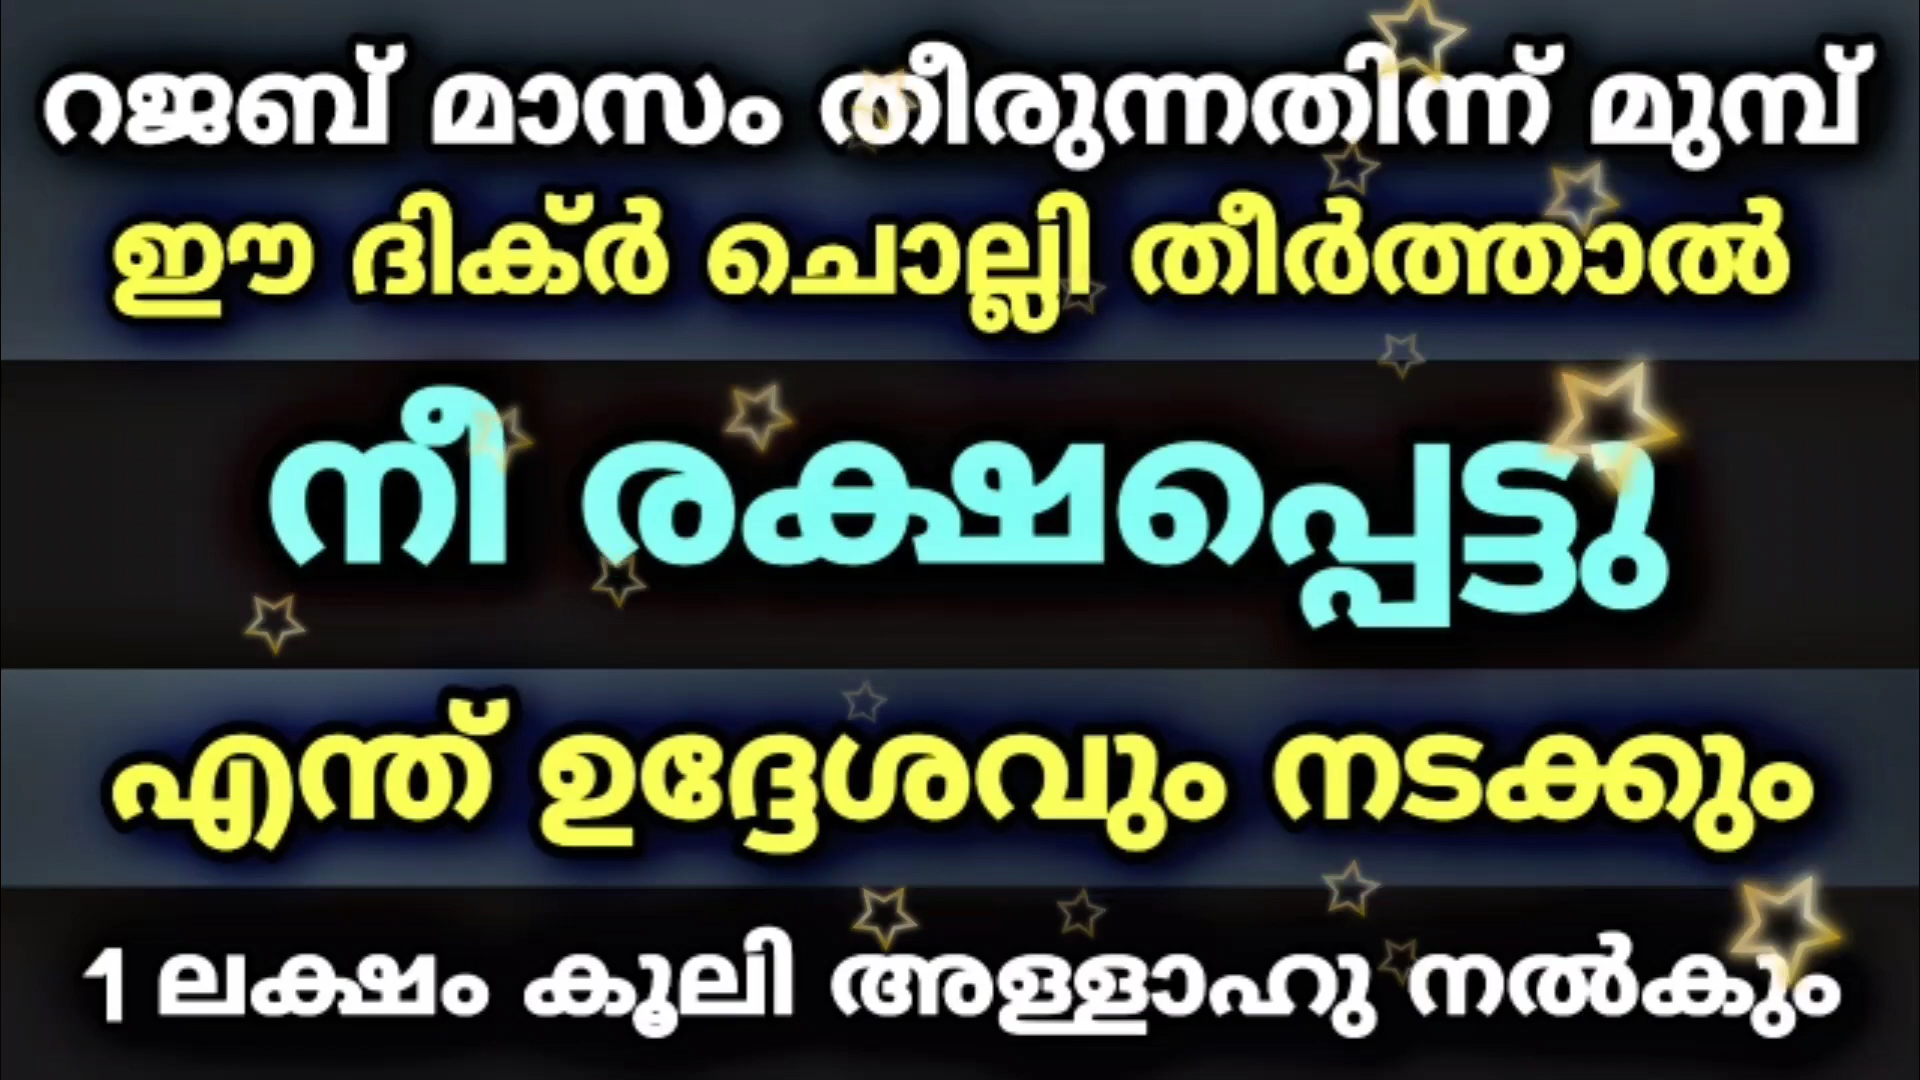 റജബ് മാസം തീരുന്നതിന്ന് മുമ്പ്
ഈ ദിക്ർ ചൊല്ലി തീർത്താൽ
നീ രക്ഷപ്പെട്ടു
എന്ത് ഉദ്ദേശവും നടക്കും
1 ലക്ഷം കൂലി അള്ളാഹു നൽകും